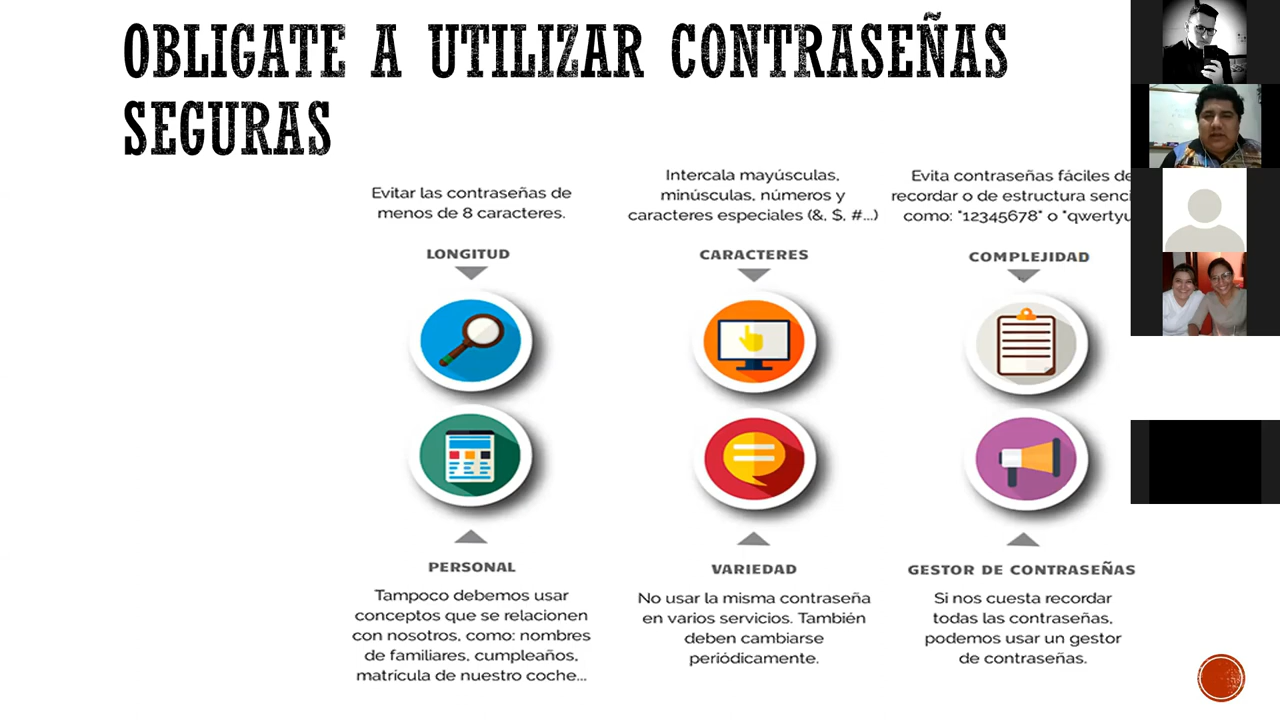 OBLIGATE A UTILIZAR CONTRASEÑAS
SEGURAS
Evitar las contraseñas de
menos de 8 caracteres.
LONGITUD
Intercala mayúsculas,
minúsculas, números y
caracteres especiales (&, $, #...)
CARACTERES
Evita contraseñas fáciles de
recordar o de estructura senci
como: "12345678" o "qwertyu
COMPLEJIDAD
PERSONAL
Tampoco debemos usar
conceptos que se relacionen
con nosotros, como: nombres
de familiares, cumpleaños,
matrícula de nuestro coche...
VARIEDAD
No usar la misma contraseña
en varios servicios. También
deben cambiarse
periódicamente.
GESTOR DE CONTRASEÑAS
Si nos cuesta recordar
todas las contraseñas,
podemos usar un gestor
de contraseñas.